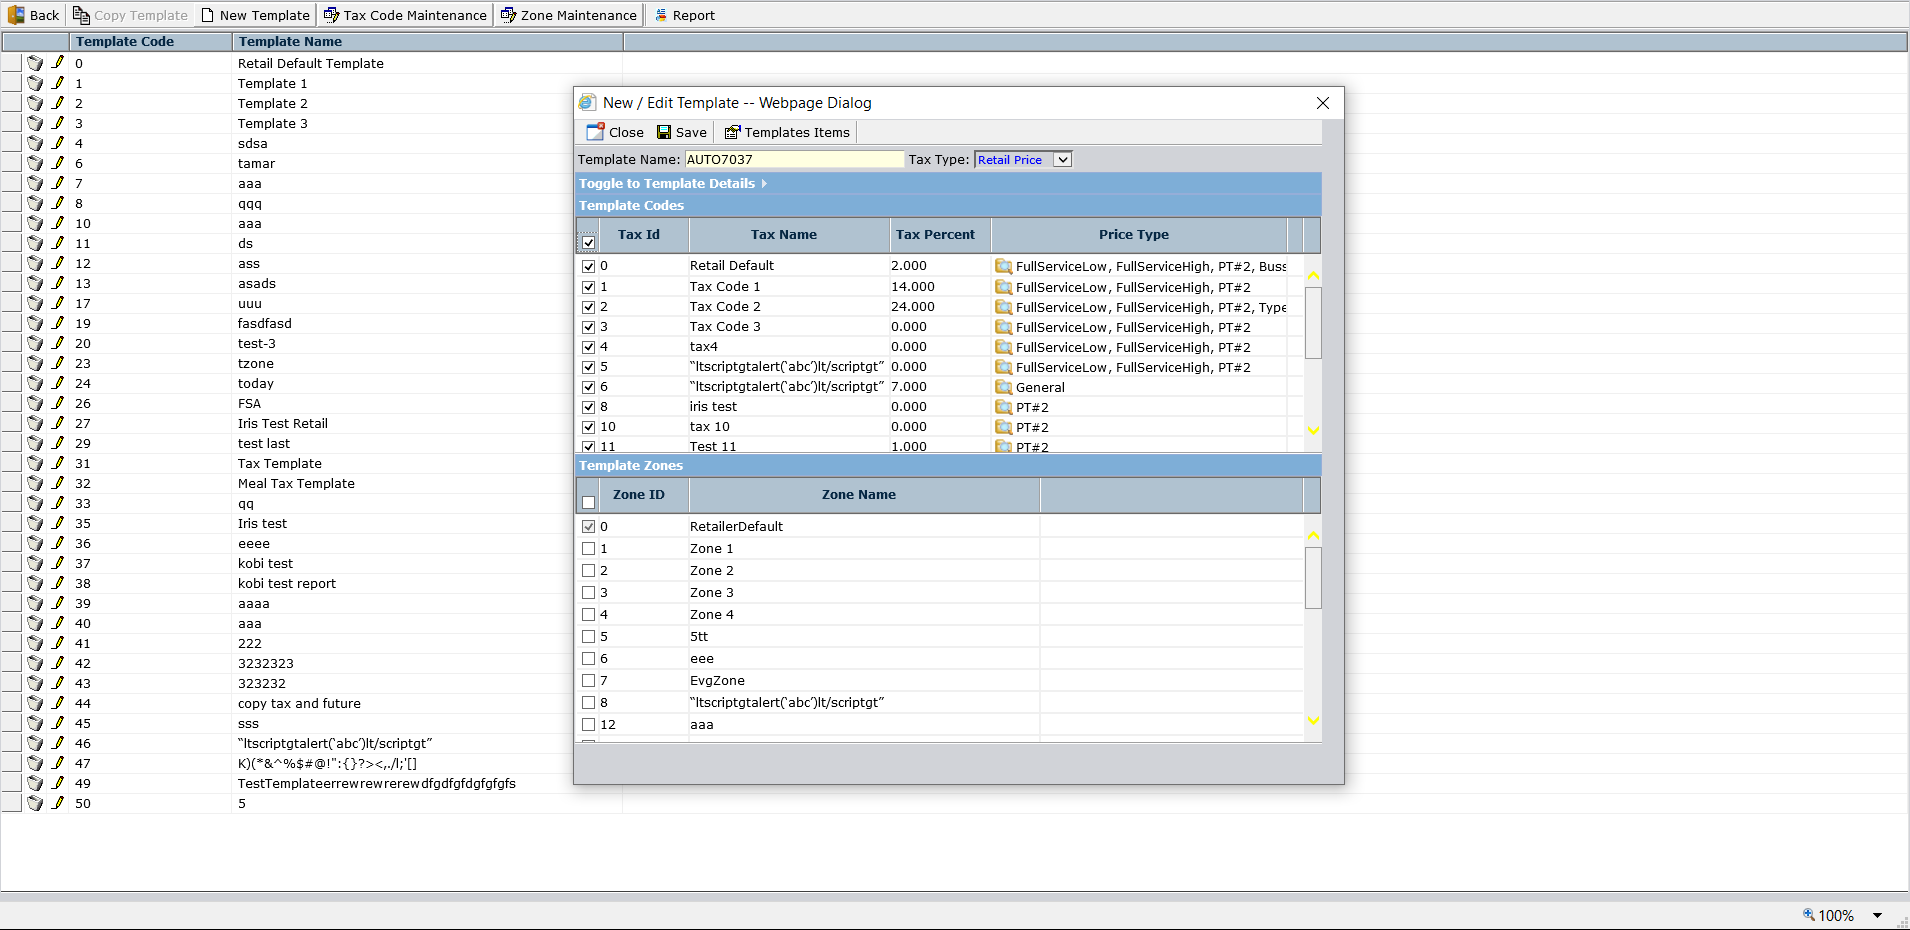 Back Copy Template New Template Tax Code Maintenance Zone Maintenance Report
Template Code Template Name
0 Retail Default Template
1 Template 1
2 Template 2
3 Template 3
4 sdsa
6 tamar
7 aaa
8 qqq
10 aaa
11 ds
12 ass
13 asads
17 uuu
19 fasdfasd
20 test-3
23 tzone
24 today
26 FSA
27 Iris Test Retail
29 test last
31 Tax Template
32 Meal Tax Template
33 qq
35 Iris test
36 eeee
37 kobi test
38 kobi test report
39 aaaa
40 aaa
41 222
42 3232323
43 323232
44 copy tax and future
45 sss
46 “ltscriptgtalert(‘abc’)lt/scriptgt”
47 K)(*&^%$#@!":{}?><,./l;'[]
49 TestTemplateerrewrewrerewdfgdfgfdgfgfgfs
50 5
New / Edit Template -- Webpage Dialog
Close Save Templates Items
Template Name: AUTO7037 Tax Type: Retail Price
Toggle to Template Details
Template Codes
Tax Id Tax Name Tax Percent Price Type
0 Retail Default 2.000 FullServiceLow, FullServiceHigh, PT#2, Buss
1 Tax Code 1 14.000 FullServiceLow, FullServiceHigh, PT#2
2 Tax Code 2 24.000 FullServiceLow, FullServiceHigh, PT#2, Type
3 Tax Code 3 0.000 FullServiceLow, FullServiceHigh, PT#2
4 tax4 0.000 FullServiceLow, FullServiceHigh, PT#2
5 “ltscriptgtalert(‘abc’)lt/scriptgt” 0.000 FullServiceLow, FullServiceHigh, PT#2
6 “ltscriptgtalert(‘abc’)lt/scriptgt” 7.000 General
8 iris test 0.000 PT#2
10 tax 10 0.000 PT#2
11 Test 11 1.000 PT#2
Template Zones
Zone ID Zone Name
0 RetailerDefault
1 Zone 1
2 Zone 2
3 Zone 3
4 Zone 4
5 5tt
6 eee
7 EvgZone
8 “ltscriptgtalert(‘abc’)lt/scriptgt”
12 aaa
100%